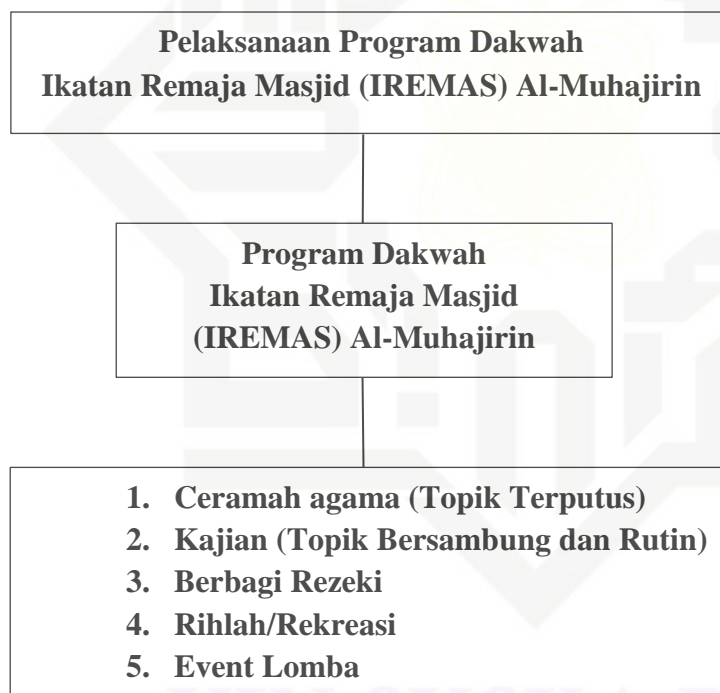 Pelaksanaan Program Dakwah
Ikatan Remaja Masjid (IREMAS) Al-Muhajirin
Program Dakwah
Ikatan Remaja Masjid
(IREMAS) Al-Muhajirin
1. Ceramah agama (Topik Terputus)
2. Kajian (Topik Bersambung dan Rutin)
3. Berbagi Rezeki
4. Rihlah/Rekreasi
5. Event Lomba